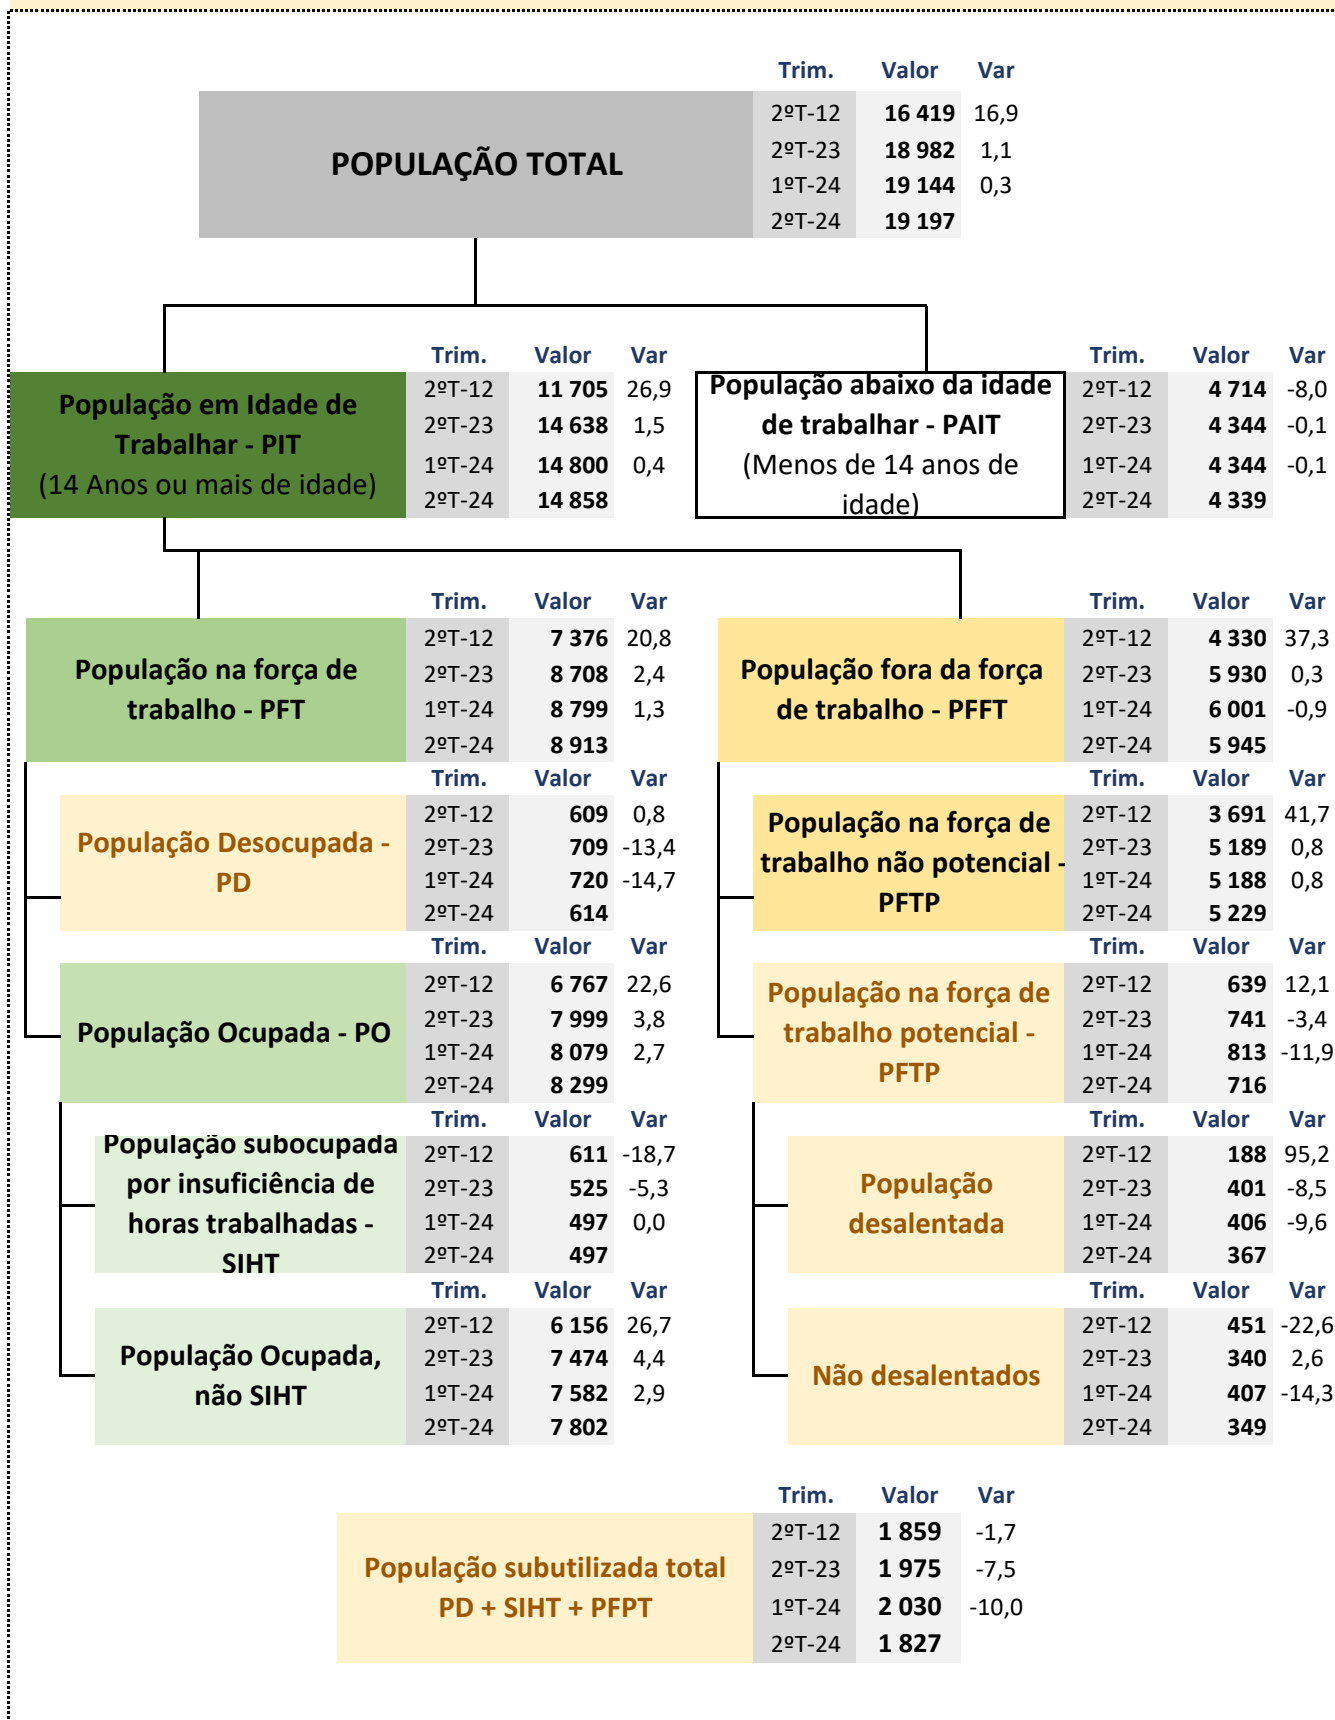 Trim. Valor Var
POPULAÇÃO TOTAL
2ºT-12 16 419 16,9
2ºT-23 18 982 1,1
1ºT-24 19 144 0,3
2ºT-24 19 197
Trim. Valor Var
População em Idade de
Trabalhar - PIT
(14 Anos ou mais de idade)
2ºT-12 11 705 26,9
2ºT-23 14 638 1,5
1ºT-24 14 800 0,4
2ºT-24 14 858
Trim. Valor Var
População abaixo da idade
de trabalhar - PAIT
(Menos de 14 anos de
idade)
2ºT-12 4 714 -8,0
2ºT-23 4 344 -0,1
1ºT-24 4 344 -0,1
2ºT-24 4 339
Trim. Valor Var
População na força de
trabalho - PFT
2ºT-12 7 376 20,8
2ºT-23 8 708 2,4
1ºT-24 8 799 1,3
2ºT-24 8 913
Trim. Valor Var
População Desocupada -
PD
2ºT-12 609 0,8
2ºT-23 709 -13,4
1ºT-24 720 -14,7
2ºT-24 614
Trim. Valor Var
População Ocupada - PO
2ºT-12 6 767 22,6
2ºT-23 7 999 3,8
1ºT-24 8 079 2,7
2ºT-24 8 299
Trim. Valor Var
População subocupada
por insuficiência de
horas trabalhadas -
SIHT
2ºT-12 611 -18,7
2ºT-23 525 -5,3
1ºT-24 497 0,0
2ºT-24 497
Trim. Valor Var
População Ocupada,
não SIHT
2ºT-12 6 156 26,7
2ºT-23 7 474 4,4
1ºT-24 7 582 2,9
2ºT-24 7 802
Trim. Valor Var
População fora da força
de trabalho - PFFT
2ºT-12 4 330 37,3
2ºT-23 5 930 0,3
1ºT-24 6 001 -0,9
2ºT-24 5 945
Trim. Valor Var
População na força de
trabalho não potencial -
PFTP
2ºT-12 3 691 41,7
2ºT-23 5 189 0,8
1ºT-24 5 188 0,8
2ºT-24 5 229
Trim. Valor Var
População na força de
trabalho potencial -
PFTP
2ºT-12 639 12,1
2ºT-23 741 -3,4
1ºT-24 813 -11,9
2ºT-24 716
Trim. Valor Var
População
desalentada
2ºT-12 188 95,2
2ºT-23 401 -8,5
1ºT-24 406 -9,6
2ºT-24 367
Trim. Valor Var
Não desalentados
2ºT-12 451 -22,6
2ºT-23 340 2,6
1ºT-24 407 -14,3
2ºT-24 349
Trim. Valor Var
População subutilizada total
PD + SIHT + PFPT
2ºT-12 1 859 -1,7
2ºT-23 1 975 -7,5
1ºT-24 2 030 -10,0
2ºT-24 1 827